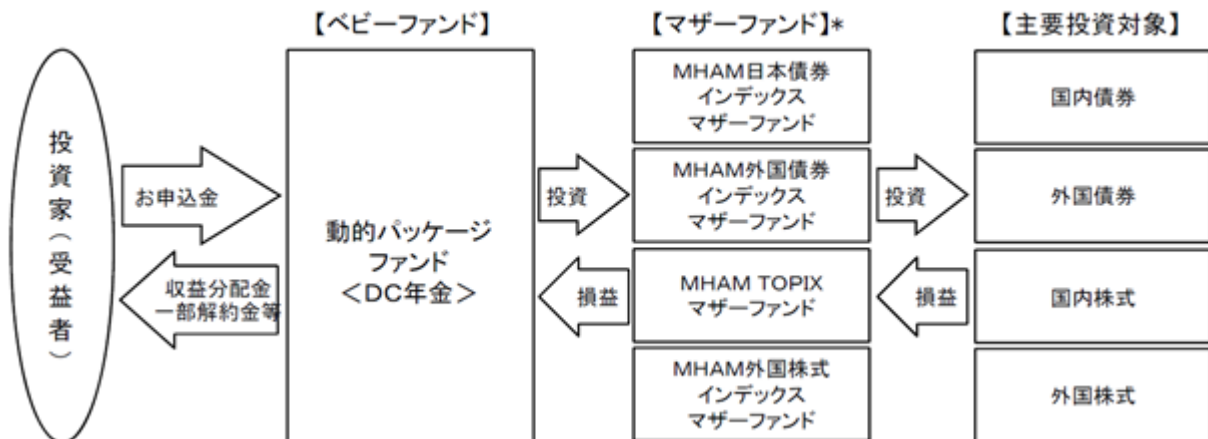 【ベビーファンド】
【マザーファンド】*
【主要投資対象】
投資家(受益者)
お申込金
収益分配金
一部解約金等
動的パッケージ
ファンド
＜DC年金＞
投資
損益
MHAM日本債券
インデックス
マザーファンド
MHAM外国債券
インデックス
マザーファンド
MHAM TOPIX
マザーファンド
MHAM外国株式
インデックス
マザーファンド
投資
損益
国内債券
外国債券
国内株式
外国株式